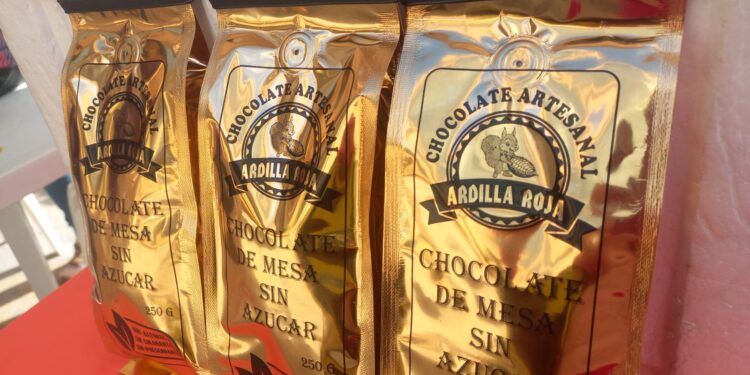 CHOCOLATE ARTESANAL
ARDILLA ROJA
CHOCOLATE
DE MESA
SIN
AZUCAR
250 G
CHOCOLATE ARTESANAL
ARDILLA ROJA
CHOCOLATE
DE MESA
SIN
AZUCAR
250 G
CHOCOLATE ARTESANAL
ARDILLA ROJA
CHOCOLATE
DE MESA
SIN